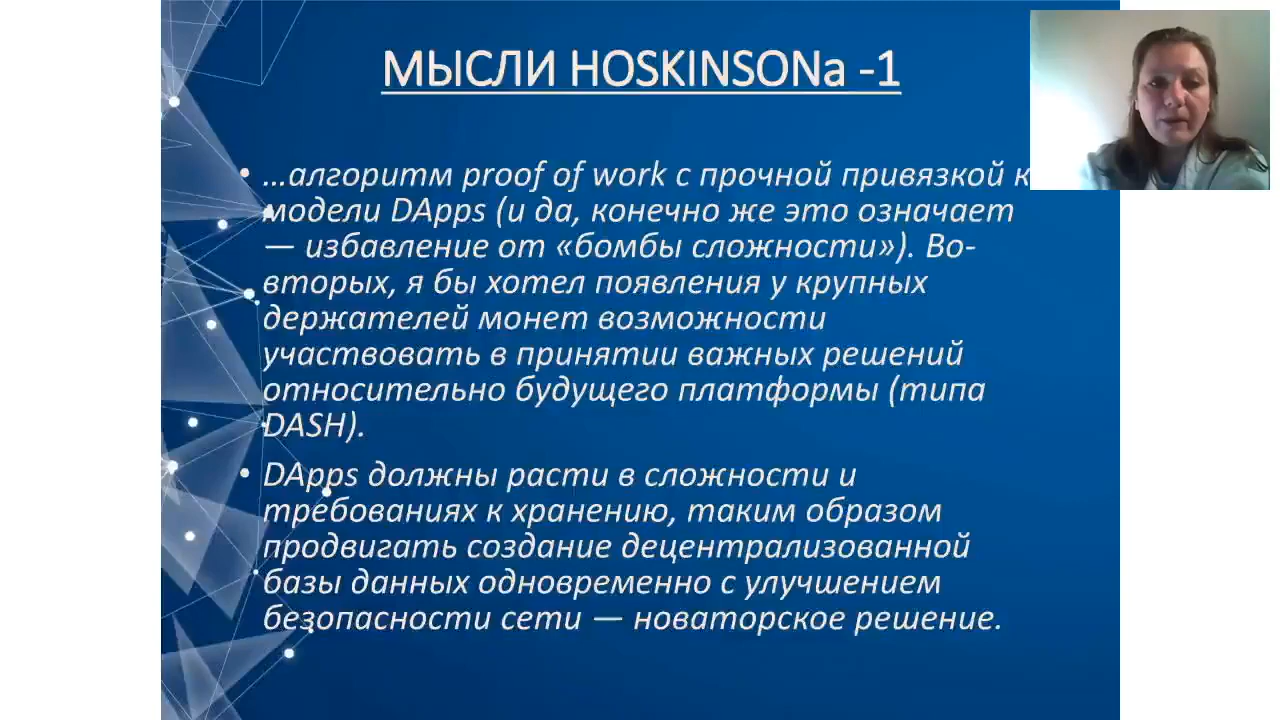 МЫСЛИ HOSKINSONа -1
• …алгоритм proof of work с прочной привязкой к
модели DApps (и да, конечно же это означает
— избавление от «бомбы сложности»). Во-
вторых, я бы хотел появления у крупных
держателей монет возможности
участвовать в принятии важных решений
относительно будущего платформы (типа
DASH).
• DApps должны расти в сложности и
требованиях к хранению, таким образом
продвигать создание децентрализованной
базы данных одновременно с улучшением
безопасности сети — новаторское решение.